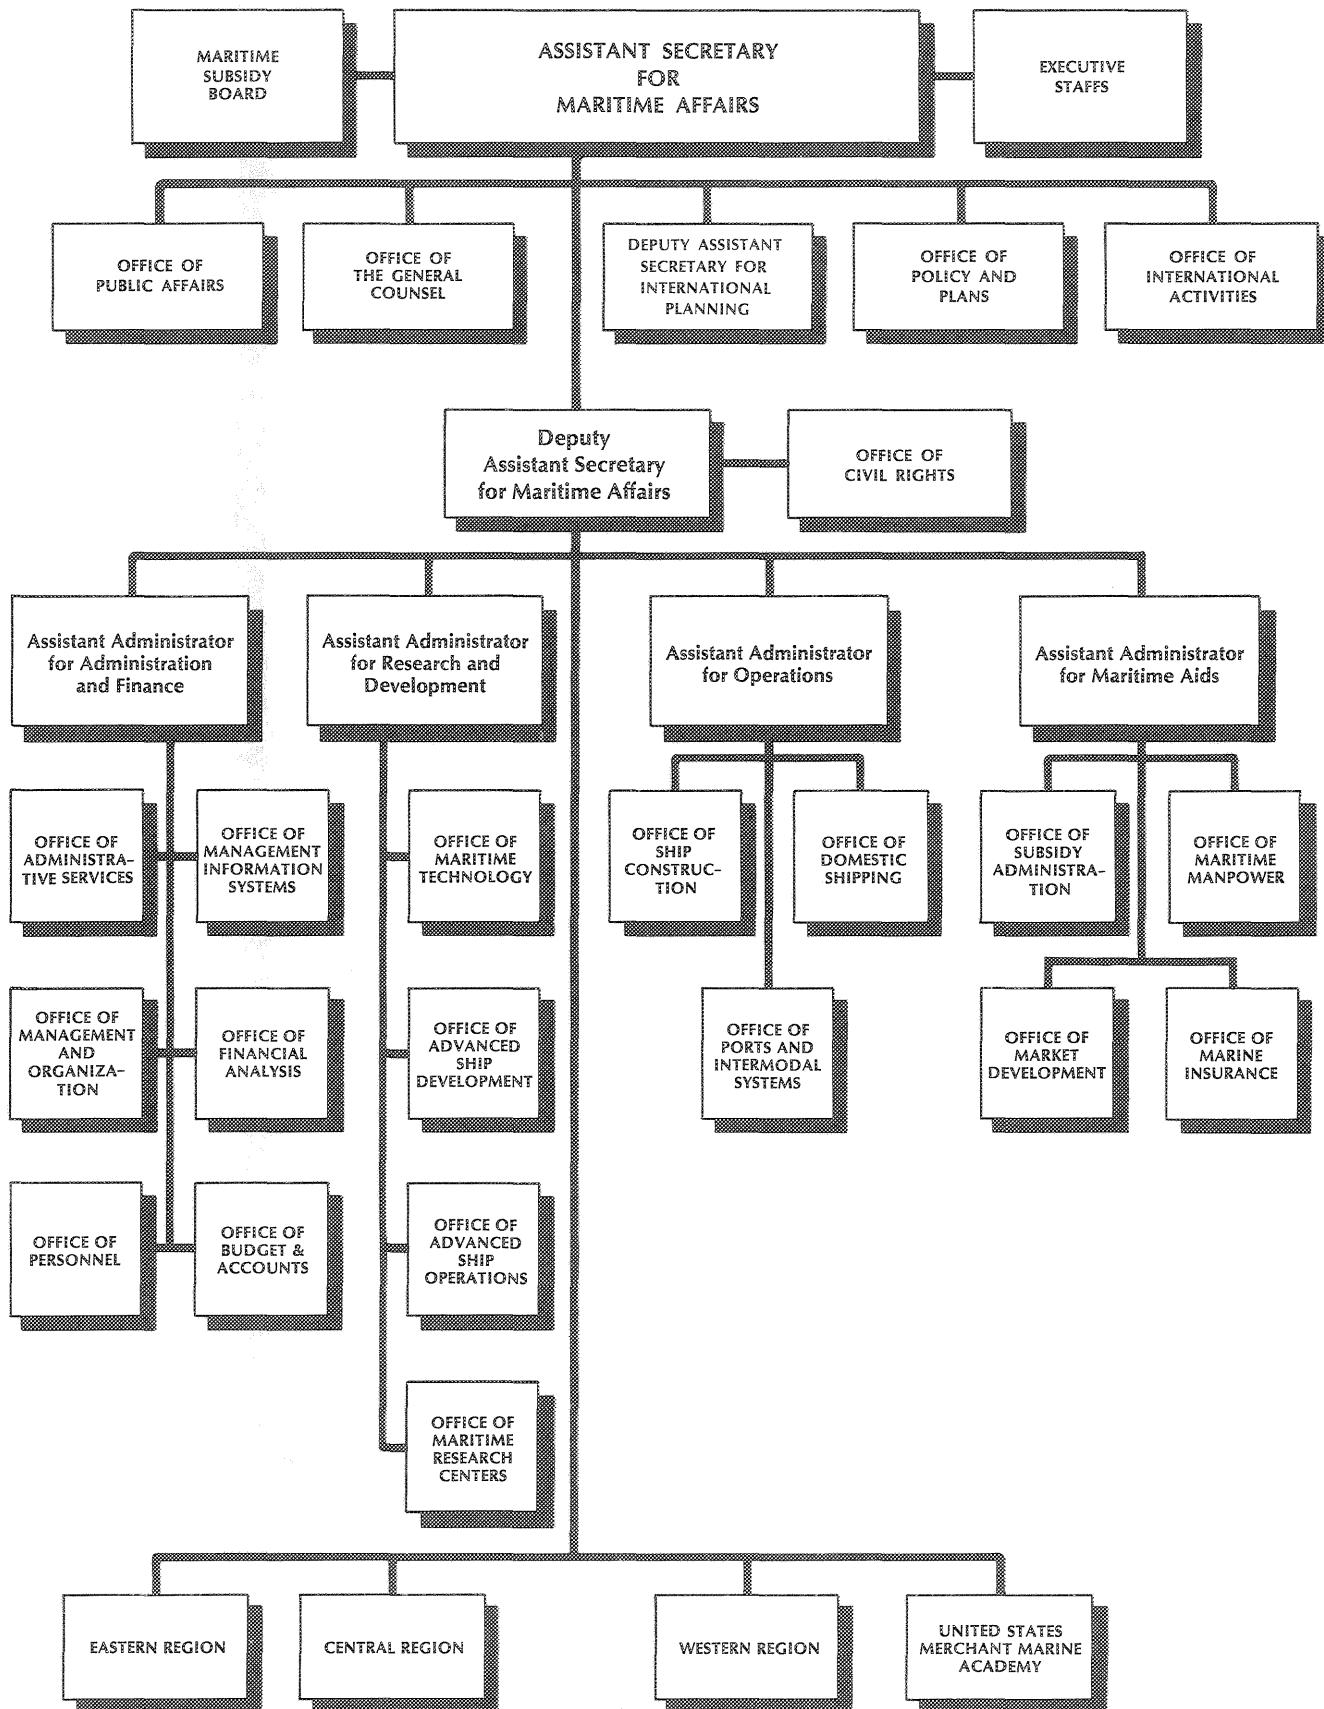 MARITIME
SUBSIDY
BOARD
ASSISTANT SECRETARY
FOR
MARITIME AFFAIRS
EXECUTIVE
STAFFS
OFFICE OF
PUBLIC AFFAIRS
OFFICE OF
THE GENERAL
COUNSEL
DEPUTY ASSISTANT
SECRETARY FOR
INTERNATIONAL
PLANNING
OFFICE OF
POLICY AND
PLANS
OFFICE OF
INTERNATIONAL
ACTIVITIES
Deputy
Assistant Secretary
for Maritime Affairs
OFFICE OF
CIVIL RIGHTS
Assistant Administrator
for Administration
and Finance
Assistant Administrator
for Research and
Development
Assistant Administrator
for Operations
Assistant Administrator
for Maritime Aids
OFFICE OF
ADMINISTRA-
TIVE SERVICES
OFFICE OF
MANAGEMENT
INFORMATION
SYSTEMS
OFFICE OF
MARITIME
TECHNOLOGY
OFFICE OF
SHIP
CONSTRUC-
TION
OFFICE OF
DOMESTIC
SHIPPING
OFFICE OF
SUBSIDY
ADMINISTRA-
TION
OFFICE OF
MARITIME
MANPOWER
OFFICE OF
MANAGEMENT
AND
ORGANIZA-
TION
OFFICE OF
FINANCIAL
ANALYSIS
OFFICE OF
ADVANCED
SHIP
DEVELOPMENT
OFFICE OF
PORTS AND
INTERMODAL
SYSTEMS
OFFICE OF
MARKET
DEVELOPMENT
OFFICE OF
MARINE
INSURANCE
OFFICE OF
PERSONNEL
OFFICE OF
BUDGET &
ACCOUNTS
OFFICE OF
ADVANCED
SHIP
OPERATIONS
OFFICE OF
MARITIME
RESEARCH
CENTERS
EASTERN REGION
CENTRAL REGION
WESTERN REGION
UNITED STATES
MERCHANT MARINE
ACADEMY